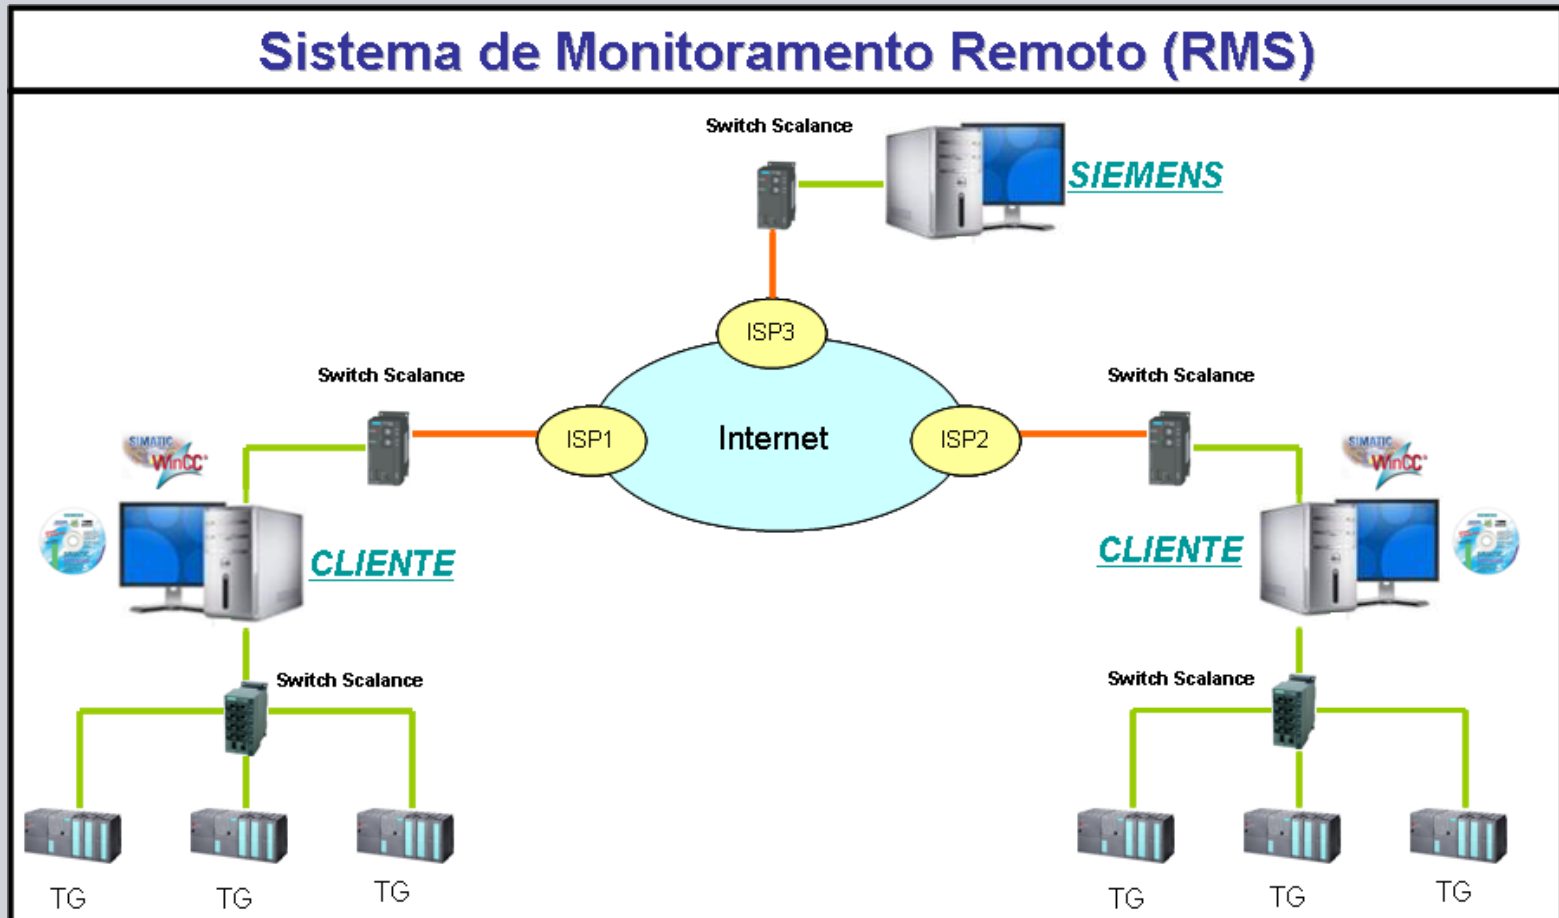 Sistema de Monitoramento Remoto (RMS)
Switch Scalance
SIEMENS
ISP3
Switch Scalance
Switch Scalance
ISP1
Internet
ISP2
SIMATIC
WinCC
SIMATIC
WinCC
CLIENTE
CLIENTE
Switch Scalance
Switch Scalance
TG
TG
TG
TG
TG
TG